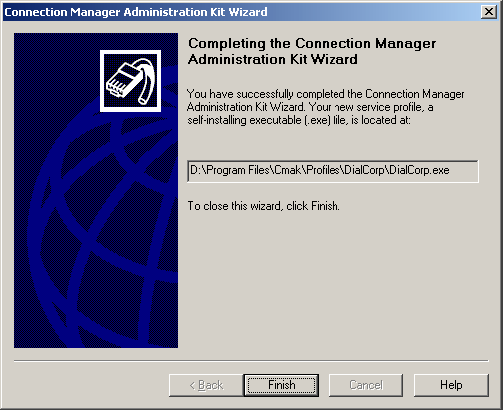 Connection Manager Administration Kit Wizard
Completing the Connection Manager
Administration Kit Wizard
You have successfully completed the Connection Manager
Administration Kit Wizard. Your new service profile, a
self-installing executable (.exe) file, is located at:
D:\Program Files\Cmak\Profiles\DialCorp\DialCorp.exe
To close this wizard, click Finish.
< Back Finish Cancel Help